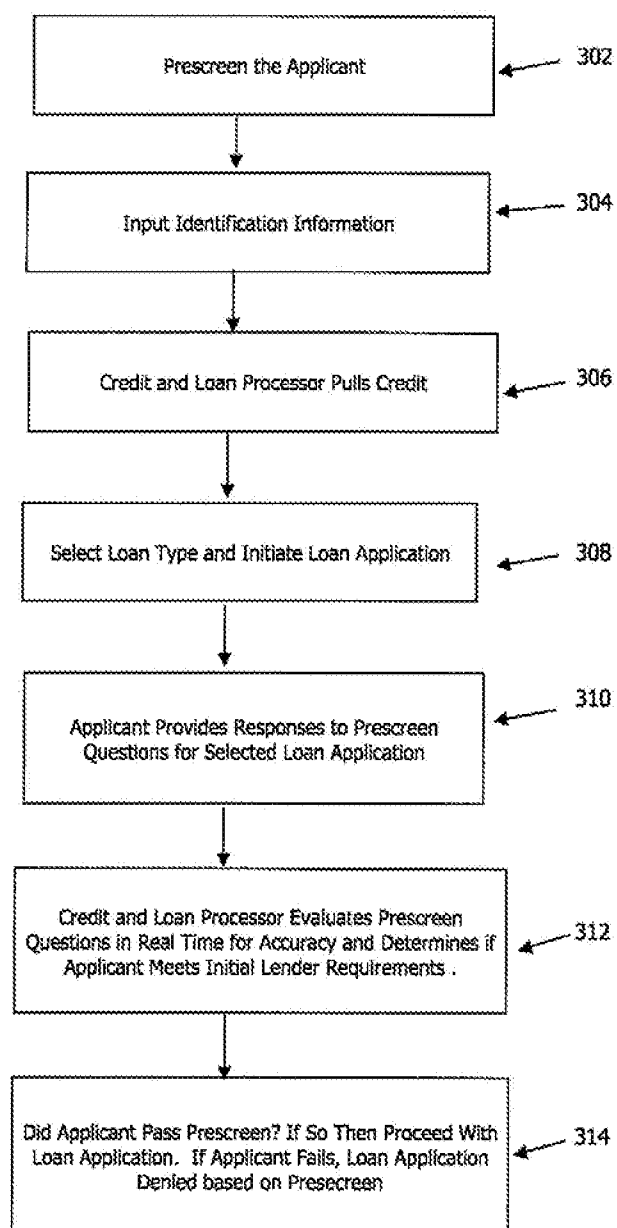 Prescreen the Applicant
302
Input Identification Information
304
Credit and Loan Processor Pulls Credit
306
Select Loan Type and Initiate Loan Application
308
Applicant Provides Responses to Prescreen
Questions for Selected Loan Application
310
Credit and Loan Processor Evaluates Prescreen
Questions in Real Time for Accuracy and Determines if
Applicant Meets Initial Lender Requirements .
312
Did Applicant Pass Prescreen? If So Then Proceed With
Loan Application. If Applicant Fails, Loan Application
Denied based on Presecreen
314